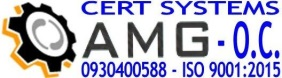 CERT SYSTEMS
AMG - O.C.
0930400588 - ISO 9001:2015